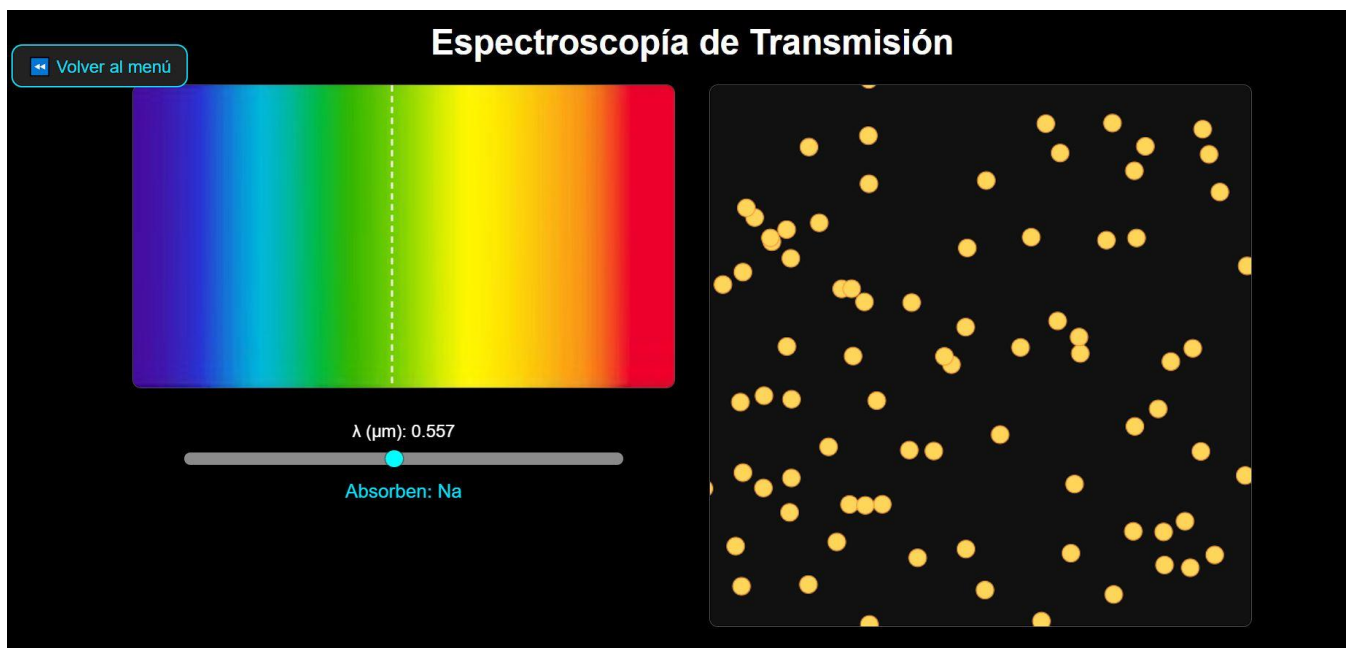 Espectroscopía de Transmisión
⏪ Volver al menú
λ (μm): 0.557
Absorben: Na